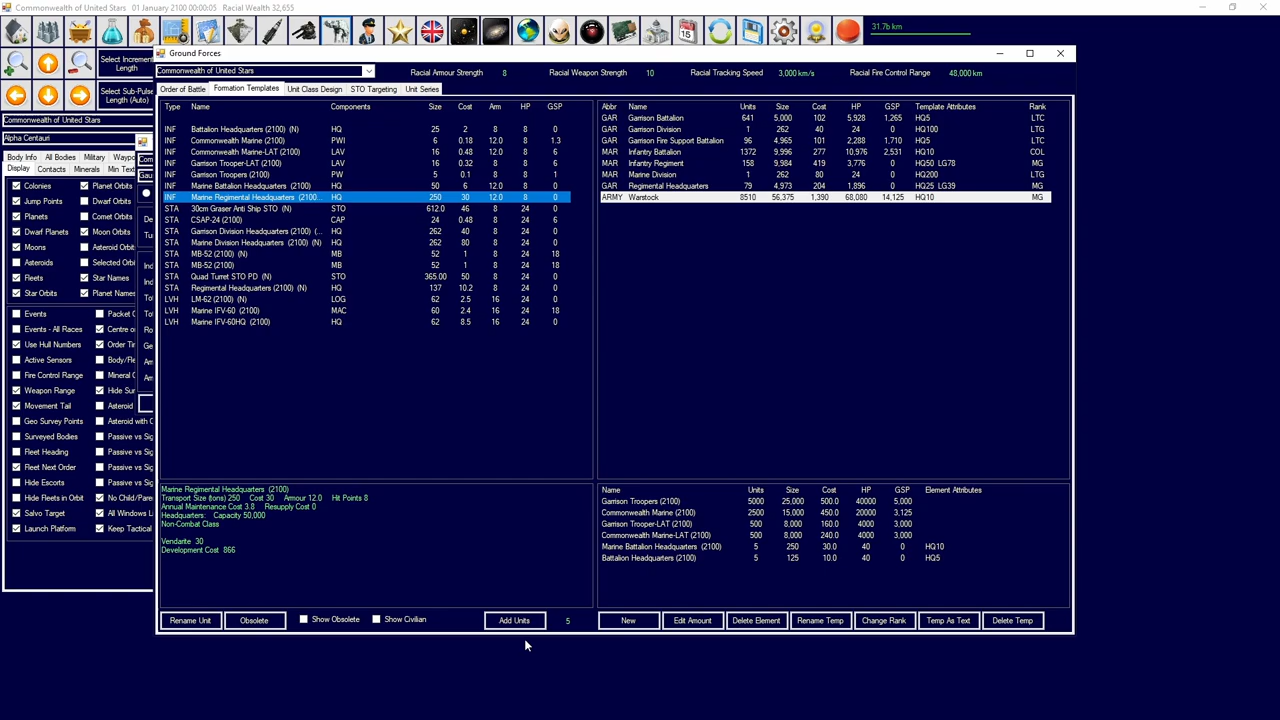 Commonwealth of United Stars   01 January 2100 00:00:05   Racial Wealth 32,655
31.7b km
Select Increment Length
Select Sub-Pulse Length (Auto)
Commonwealth of United Stars
Alpha Centauri
Body Info All Bodies Military Waypo
Display Contacts Minerals Min Text
Colonies Planet Orbits
Jump Points Dwarf Orbits
Planets Comet Orbits
Dwarf Planets Moon Orbits
Moons Asteroid Orbi
Asteroids Selected Orbi
Fleets Star Names
Star Orbits Planet Names
Events Packet C
Events - All Races Centre o
Use Hull Numbers Order Tir
Active Sensors Body/Fle
Fire Control Range Mineral C
Weapon Range Hide Sur
Movement Tail Asteroid
Geo Survey Points Asteroid with C
Surveyed Bodies Passive vs Sig
Fleet Heading Passive vs Sig
Fleet Next Order Passive vs Sig
Hide Escorts Passive vs Sig
Hide Fleets in Orbit No Child/Pare
Salvo Target All Windows L
Launch Platform Keep Tactical
Ground Forces
Commonwealth of United Stars Racial Armour Strength 8 Racial Weapon Strength 10 Racial Tracking Speed 3,000 km/s Racial Fire Control Range 48,000 km
Order of Battle Formation Templates Unit Class Design STO Targeting Unit Series
Type Name Components Size Cost Arm HP GSP
INF Battalion Headquarters (2100) (N) HQ 25 2 8 8 0
INF Commonwealth Marine (2100) PWI 6 0.18 12.0 8 1.3
INF Commonwealth Marine-LAT (2100) LAV 16 0.48 12.0 8 6
INF Garrison Trooper-LAT (2100) LAV 16 0.32 8 8 6
INF Garrison Troopers (2100) PW 5 0.1 8 8 1
INF Marine Battalion Headquarters (2100) HQ 50 6 12.0 8 0
INF Marine Regimental Headquarters (2100... HQ 250 30 12.0 8 0
STA 30cm Graser Anti Ship STO (N) STO 612.0 46 8 24 0
STA CSAP-24 (2100) CAP 24 0.48 8 24 6
STA Garrison Division Headquarters (2100) (... HQ 262 40 8 24 0
STA Marine Division Headquarters (2100) (N) HQ 262 80 8 24 0
STA MB-52 (2100) (N) MB 52 1 8 24 18
STA MB-52 (2100) MB 52 1 8 24 18
STA Quad Turret STO PD (N) STO 365.00 50 8 24 0
STA Regimental Headquarters (2100) (N) HQ 137 10.2 8 24 0
LVH LM-62 (2100) (N) LOG 62 2.5 16 24 0
LVH Marine IFV-60 (2100) MAC 60 2.4 16 24 18
LVH Marine IFV-60HQ (2100) HQ 62 8.5 16 24 0
Abbr Name Units Size Cost HP GSP Template Attributes Rank
GAR Garrison Battalion 641 5,000 102 5,928 1,265 HQ5 LTC
GAR Garrison Division 1 262 40 24 0 HQ100 LTG
GAR Garrison Fire Support Battalion 96 4,965 101 2,288 1,710 HQ5 LTC
MAR Infantry Battalion 1372 9,996 277 10,976 2,531 HQ10 COL
MAR Infantry Regiment 158 9,984 419 3,776 0 HQ50 LG78 MG
MAR Marine Division 1 262 80 24 0 HQ200 LTG
GAR Regimental Headquarters 79 4,973 204 1,896 0 HQ25 LG39 MG
ARMY Warstock 8510 56,375 1,390 68,080 14,125 HQ10 MG
Marine Regimental Headquarters (2100)
Transport Size (tons) 250 Cost 30 Armour 12.0 Hit Points 8
Annual Maintenance Cost 3.8 Resupply Cost 0
Headquarters: Capacity 50,000
Non-Combat Class
Vendarite 30
Development Cost 866
Name Units Size Cost HP GSP Element Attributes
Garrison Troopers (2100) 5000 25,000 500.0 40000 5,000
Commonwealth Marine (2100) 2500 15,000 450.0 20000 3,125
Garrison Trooper-LAT (2100) 500 8,000 160.0 4000 3,000
Commonwealth Marine-LAT (2100) 500 8,000 240.0 4000 3,000
Marine Battalion Headquarters (2100) 5 250 30.0 40 0 HQ10
Battalion Headquarters (2100) 5 125 10.0 40 0 HQ5
Rename Unit Obsolete Show Obsolete Show Civilian Add Units 5 New Edit Amount Delete Element Rename Temp Change Rank Temp As Text Delete Temp